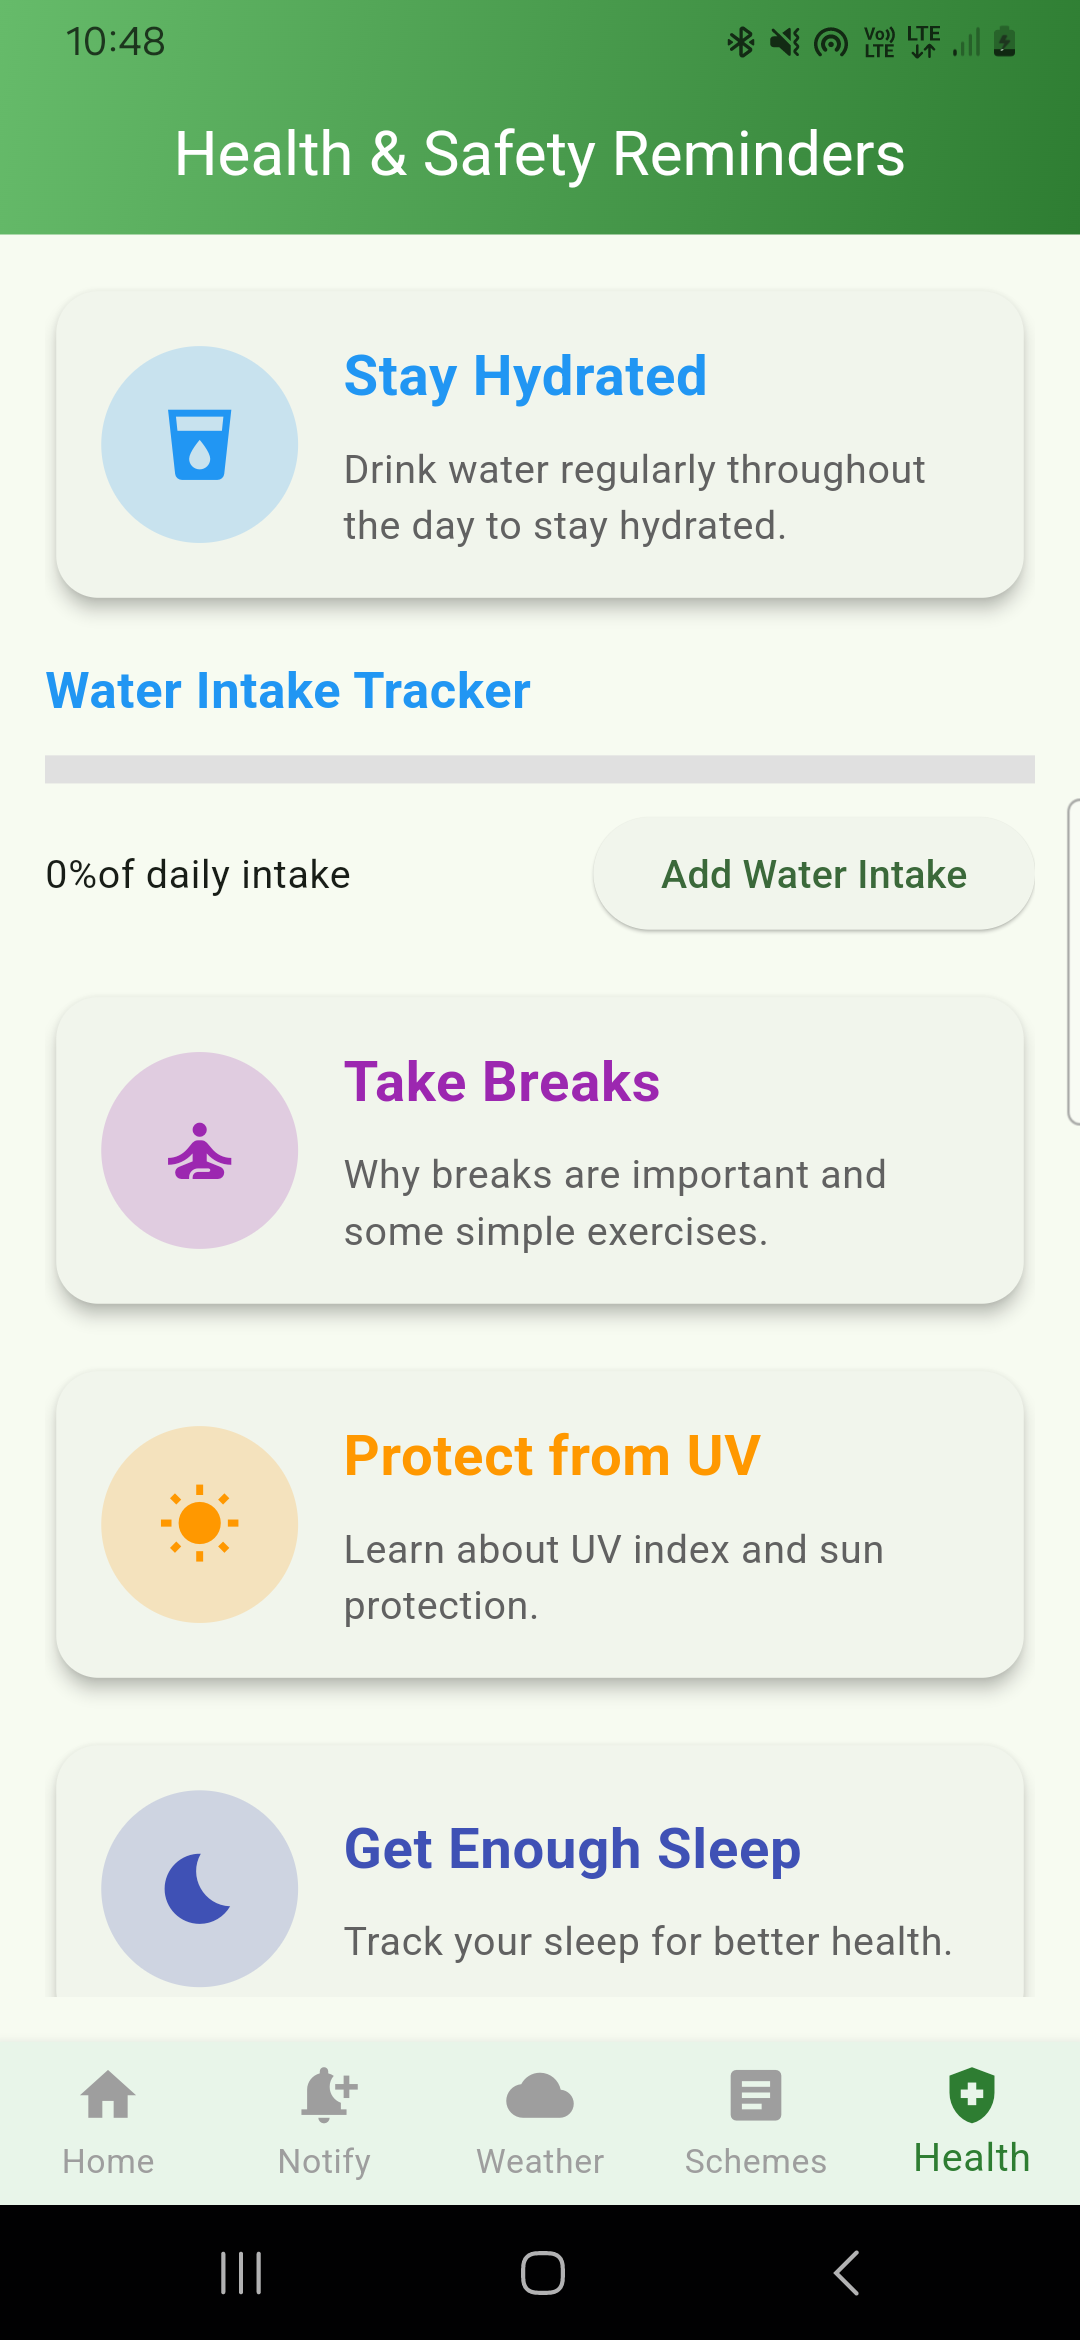 10:48
Vo)) LTE
LTE
Health & Safety Reminders
Stay Hydrated
Drink water regularly throughout
the day to stay hydrated.
Water Intake Tracker
0%of daily intake
Add Water Intake
Take Breaks
Why breaks are important and
some simple exercises.
Protect from UV
Learn about UV index and sun
protection.
Get Enough Sleep
Track your sleep for better health.
Home
Notify
Weather
Schemes
Health